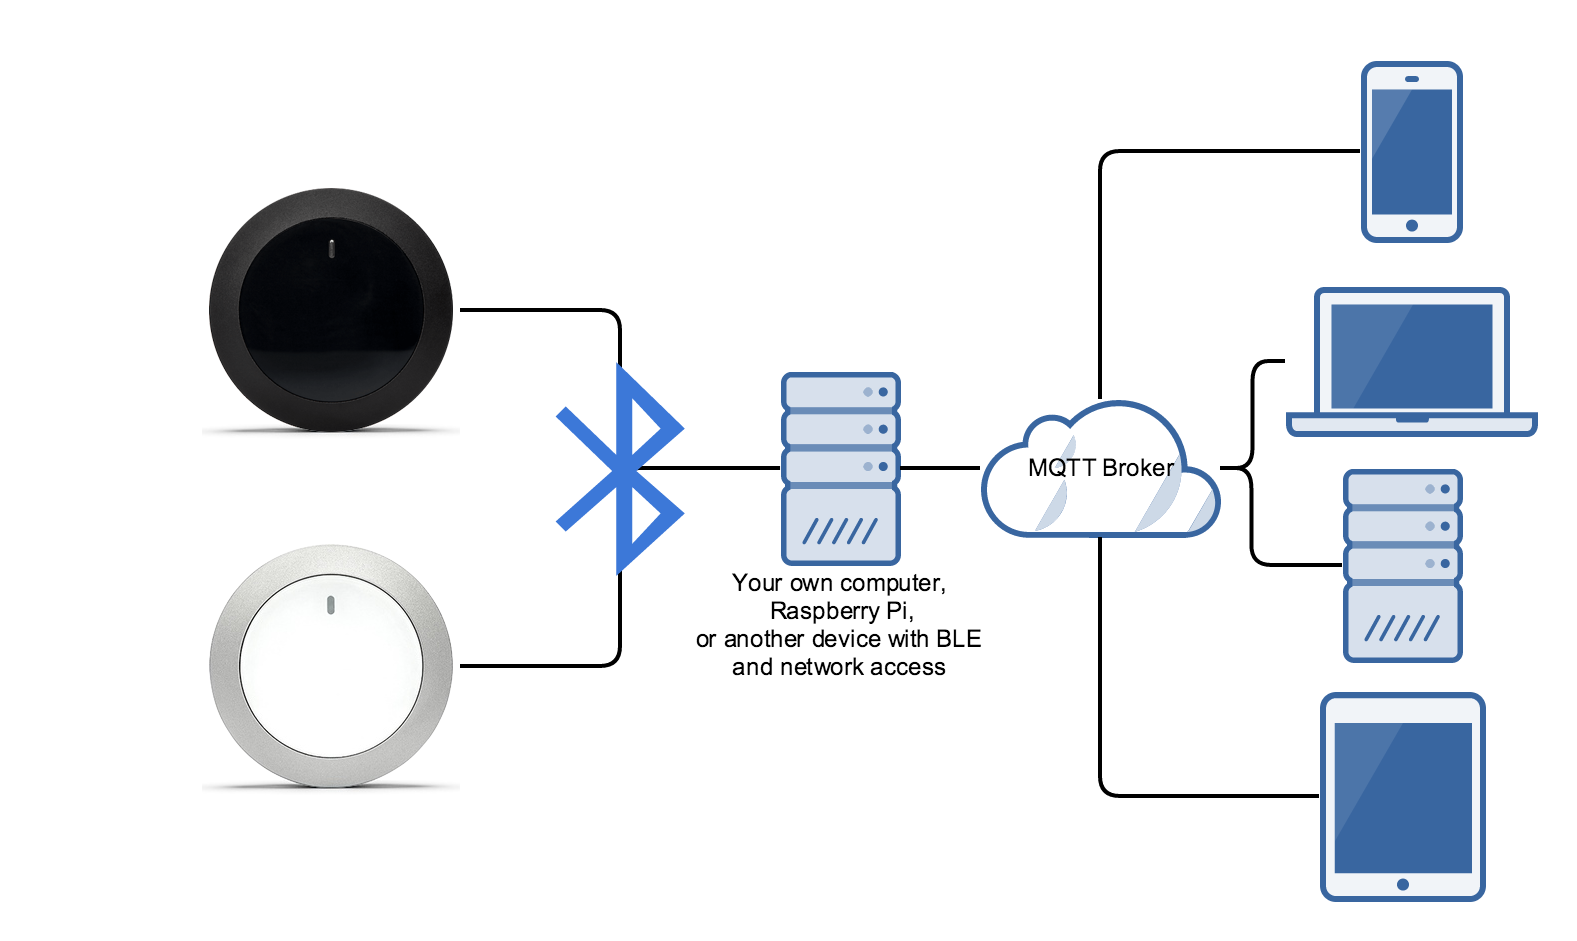 MQTT Broker
Your own computer,
Raspberry Pi,
or another device with BLE
and network access